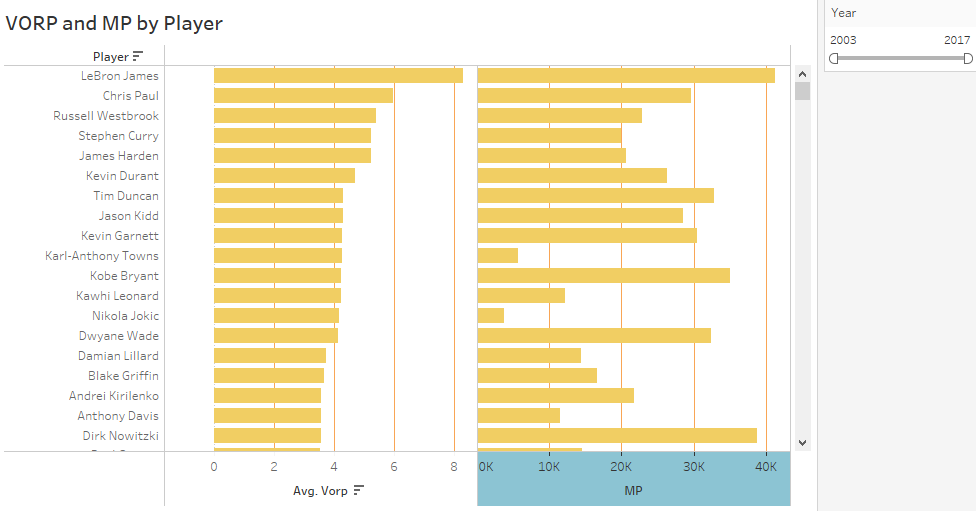 VORP and MP by Player
Year
2003 2017
Player
LeBron James
Chris Paul
Russell Westbrook
Stephen Curry
James Harden
Kevin Durant
Tim Duncan
Jason Kidd
Kevin Garnett
Karl-Anthony Towns
Kobe Bryant
Kawhi Leonard
Nikola Jokic
Dwyane Wade
Damian Lillard
Blake Griffin
Andrei Kirilenko
Anthony Davis
Dirk Nowitzki
0 2 4 6 8 0K 10K 20K 30K 40K
Avg. Vorp MP